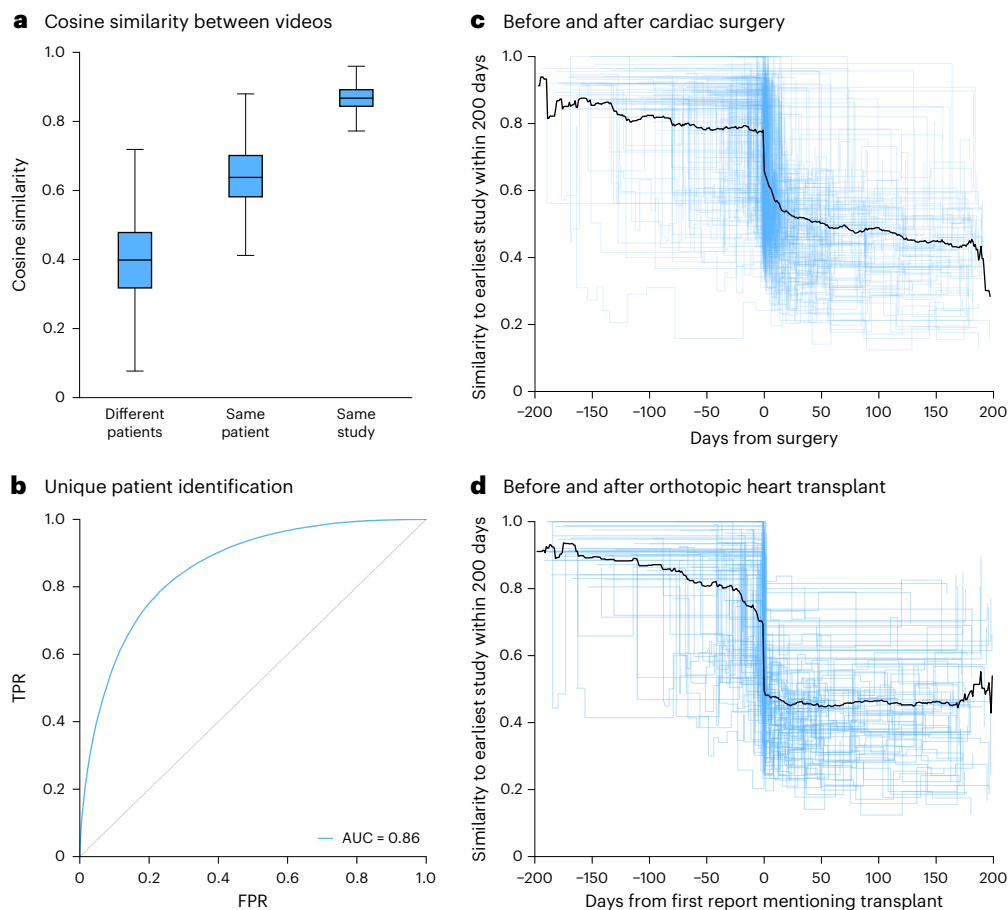 a Cosine similarity between videos
Cosine similarity
1.0
0.8
0.6
0.4
0.2
0
Different
patients
Same
patient
Same
study
b Unique patient identification
TPR
1.0
0.8
0.6
0.4
0.2
0
AUC = 0.86
0 0.2 0.4 0.6 0.8 1.0
FPR
c Before and after cardiac surgery
Similarity to earliest study within 200 days
1.0
0.8
0.6
0.4
0.2
0
−200 −150 −100 −50 0 50 100 150 200
Days from surgery
d Before and after orthotopic heart transplant
Similarity to earliest study within 200 days
1.0
0.8
0.6
0.4
0.2
0
−200 −150 −100 −50 0 50 100 150 200
Days from first report mentioning transplant